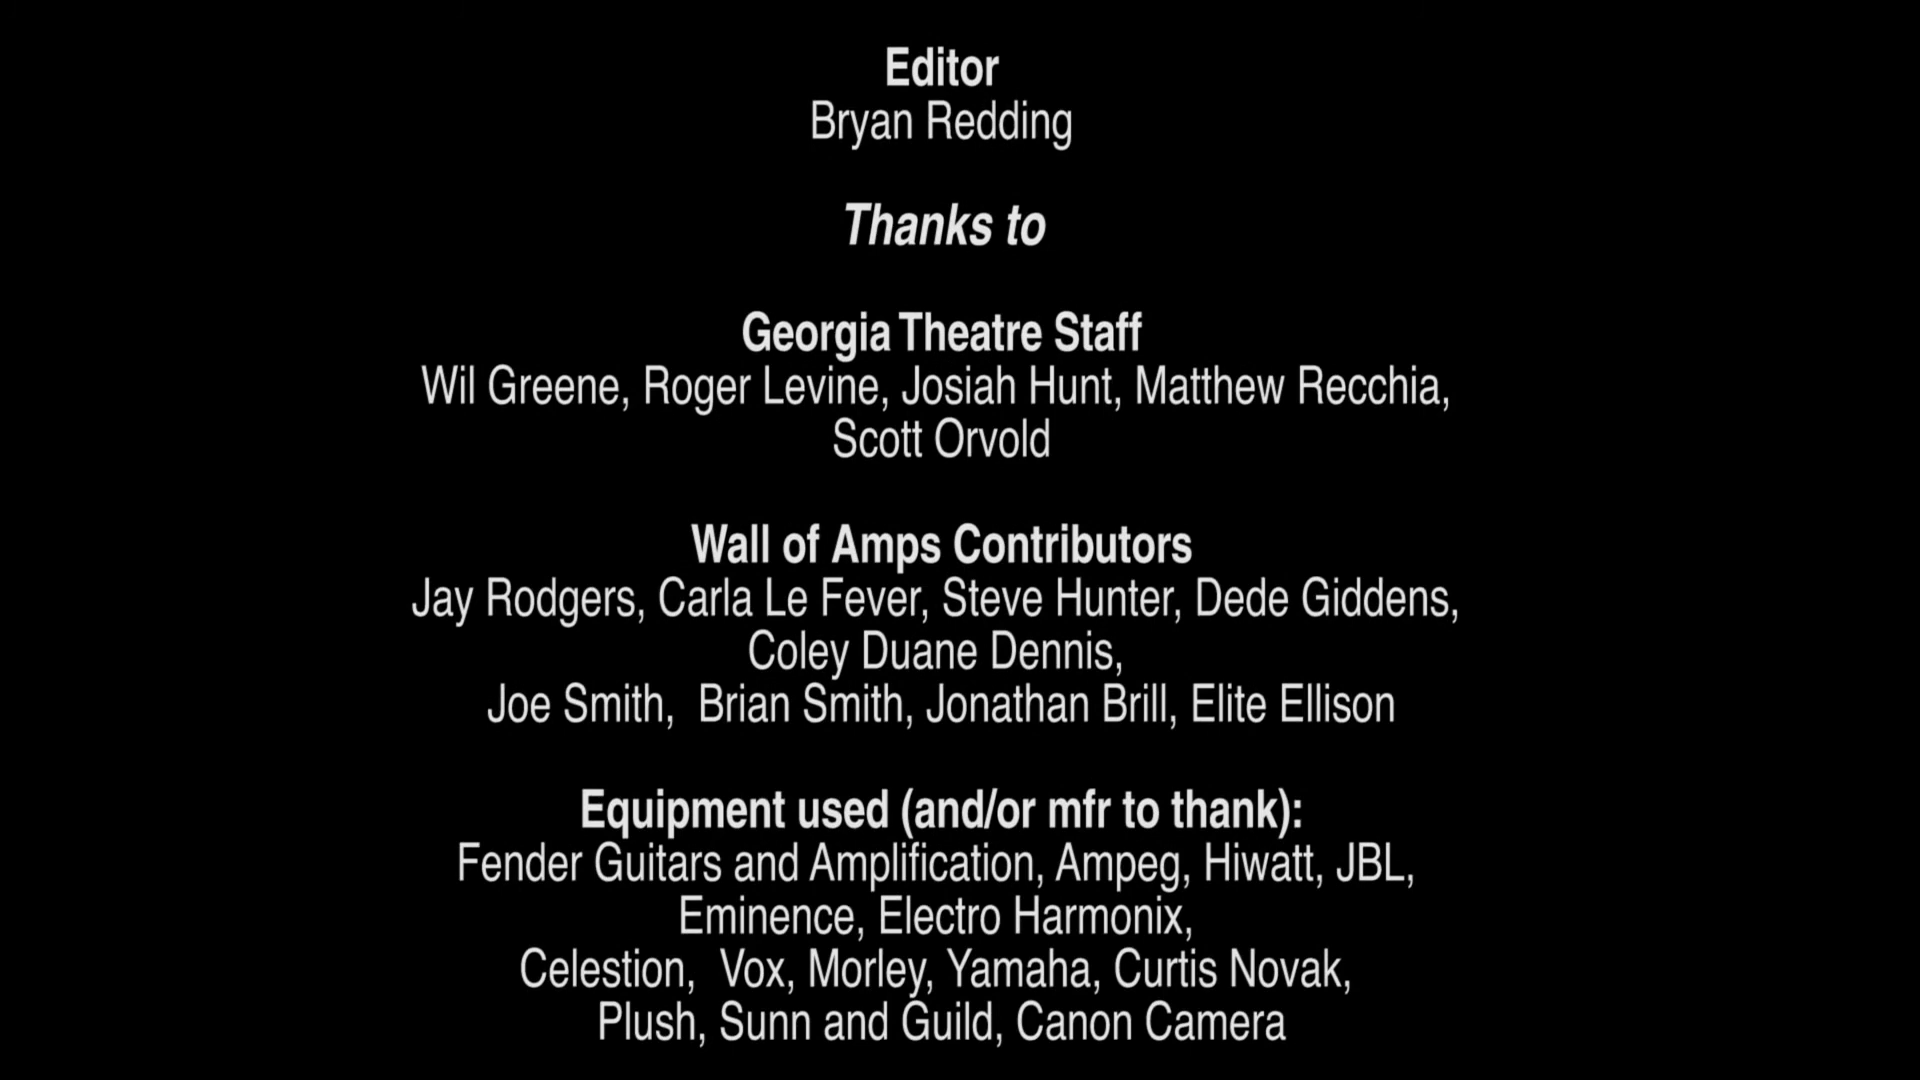 Editor
Bryan Redding
Thanks to
Georgia Theatre Staff
Wil Greene, Roger Levine, Josiah Hunt, Matthew Recchia,
Scott Orvold
Wall of Amps Contributors
Jay Rodgers, Carla Le Fever, Steve Hunter, Dede Giddens,
Coley Duane Dennis,
Joe Smith,  Brian Smith, Jonathan Brill, Elite Ellison
Equipment used (and/or mfr to thank):
Fender Guitars and Amplification, Ampeg, Hiwatt, JBL,
Eminence, Electro Harmonix,
Celestion,  Vox, Morley, Yamaha, Curtis Novak,
Plush, Sunn and Guild, Canon Camera